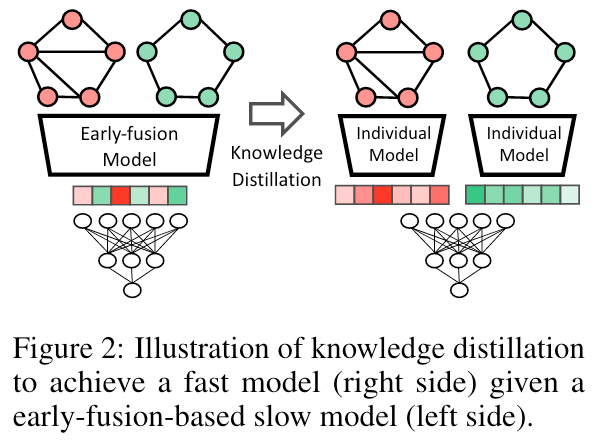 Early-fusion
Model
Knowledge
Distillation
Individual
Model
Individual
Model
Figure 2: Illustration of knowledge distillation
to achieve a fast model (right side) given a
early-fusion-based slow model (left side).